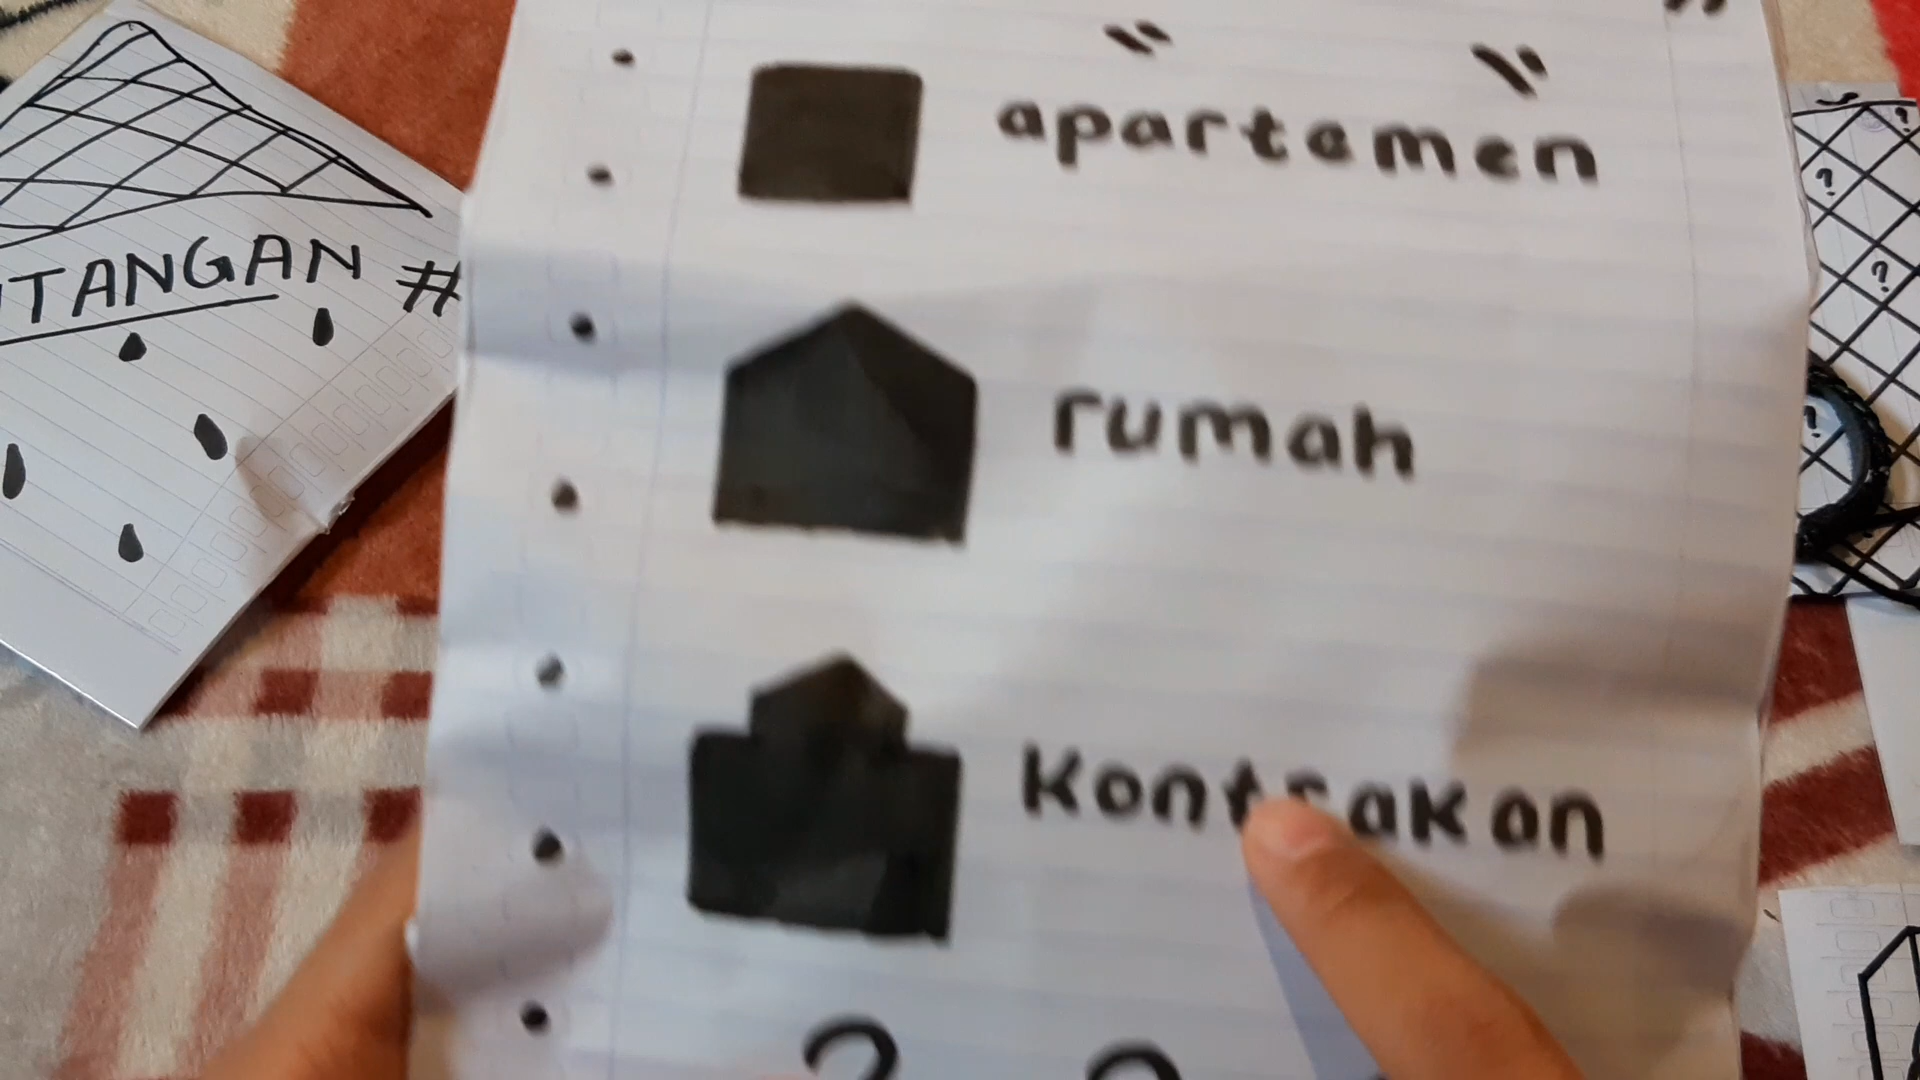 apartemen
rumah
Kontrakan
? ?
TANGAN #
?
?
?
?